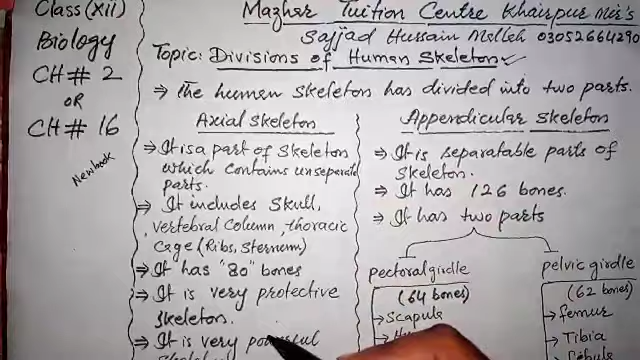 Class (XII)
Biology
CH# 2
OR
CH# 16
Newbook
Mazhar Tuition Centre Khairpur Mir's
Sajjad Hussain Melleh 03052664290
Topic: Divisions of Human Skeleton
⇒ The human skeleton has divided into two parts.
Axial Skeleton
⇒ It is a part of skeleton
which contains unseparate
parts.
⇒ It includes Skull,
vertebral Column, thoracic
Cage (Ribs, Sternum)
⇒ It has "80" bones
⇒ It is very protective
skeleton.
⇒ It is very powerful
Appendicular Skeleton
⇒ It is separatable parts of
skeleton.
⇒ It has 126 bones.
⇒ It has two parts
pectoral girdle
(64 bones)
→ Scapula
pelvic girdle
(62 bones)
→ femur
→ Tibia